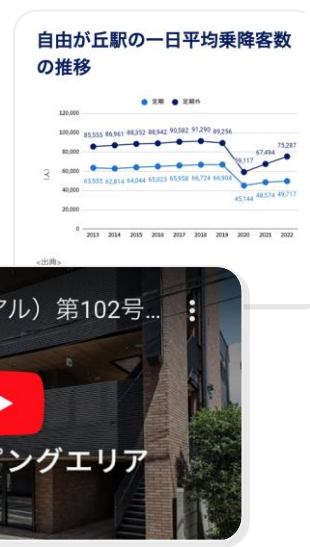 自由が丘駅の一日平均乗降客数
の推移
定期 定期外
120,000
100,000
80,000
60,000
40,000
20,000
0
(人)
85,555 86,961 88,352 88,942 90,582 91,290 89,256 59,117 67,494 75,287
63,555 62,814 64,044 65,023 65,958 66,724 66,904 45,144 48,574 49,717
2013 2014 2015 2016 2017 2018 2019 2020 2021 2022
<出典>
アル）第102号...
ピングエリア